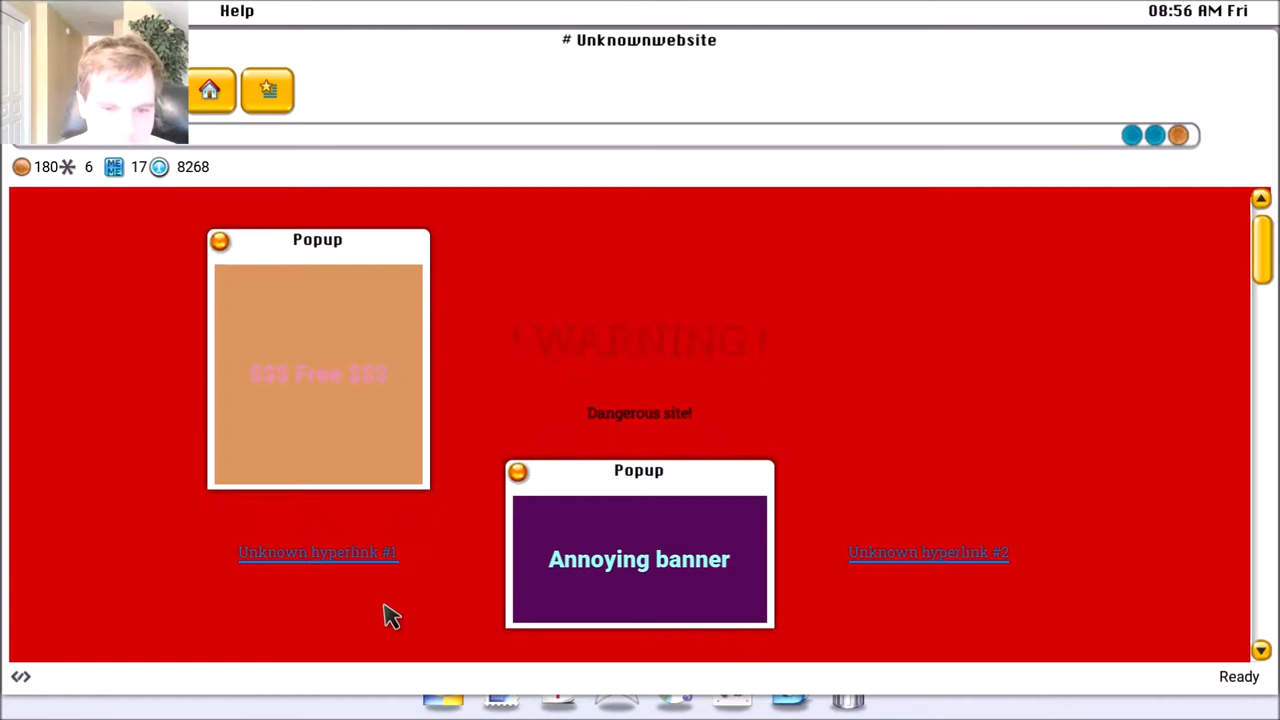 Help
08:56 AM Fri
# Unknownwebsite
180 6 MEME 17 8268
Popup
$$$ Free $$$
! WARNING!
Dangerous site!
Popup
Annoying banner
Unknown hyperlink #1
Unknown hyperlink #2
Ready